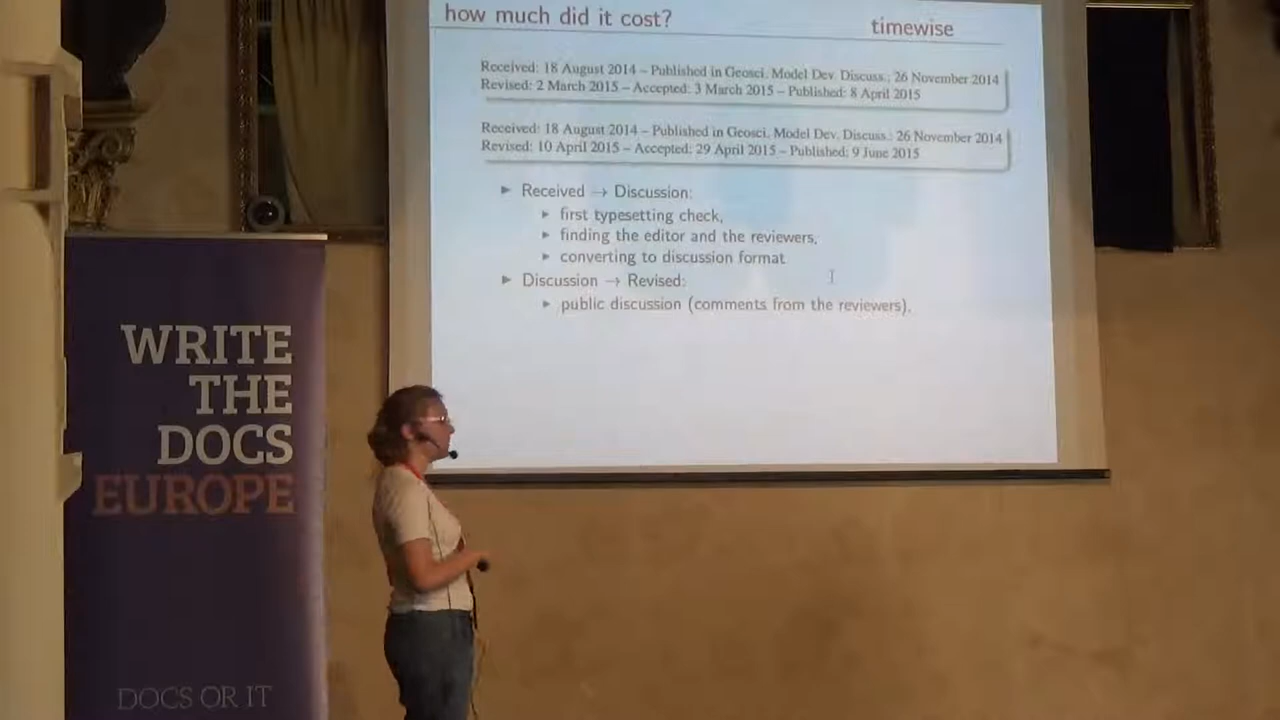 how much did it cost?
timewise
Received: 18 August 2014 – Published in Geosci. Model Dev. Discuss.: 26 November 2014
Revised: 2 March 2015 – Accepted: 3 March 2015 – Published: 8 April 2015
Received: 18 August 2014 – Published in Geosci. Model Dev. Discuss.: 26 November 2014
Revised: 10 April 2015 – Accepted: 29 April 2015 – Published: 9 June 2015
▶ Received → Discussion:
▶ first typesetting check,
▶ finding the editor and the reviewers,
▶ converting to discussion format
▶ Discussion → Revised:
▶ public discussion (comments from the reviewers),
WRITE
THE
DOCS
EUROPE
DOCS OR IT